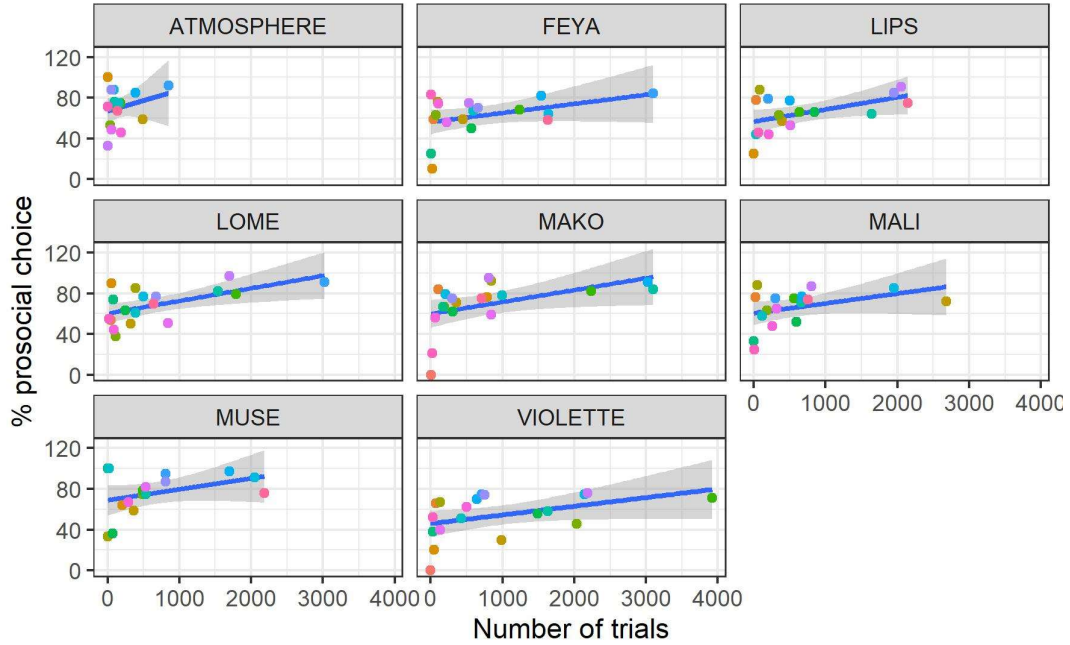 ATMOSPHERE FEYA LIPS
120
80
40
0
LOME MAKO MALI
120
80
40
0
0 1000 2000 3000 4000
MUSE VIOLETTE
120
80
40
0
0 1000 2000 3000 4000 0 1000 2000 3000 4000
Number of trials
% prosocial choice